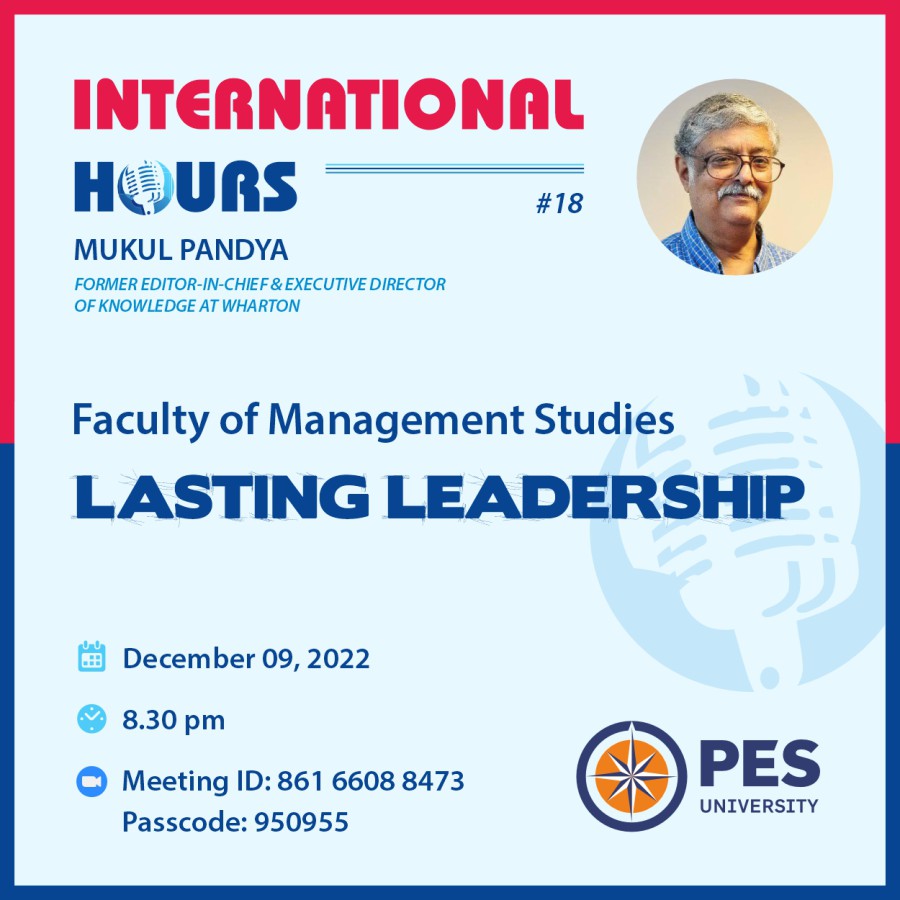 INTERNATIONAL
HOURS
#18
MUKUL PANDYA
FORMER EDITOR-IN-CHIEF & EXECUTIVE DIRECTOR
OF KNOWLEDGE AT WHARTON
Faculty of Management Studies
LASTING LEADERSHIP
December 09, 2022
8.30 pm
Meeting ID: 861 6608 8473
Passcode: 950955
PES
UNIVERSITY